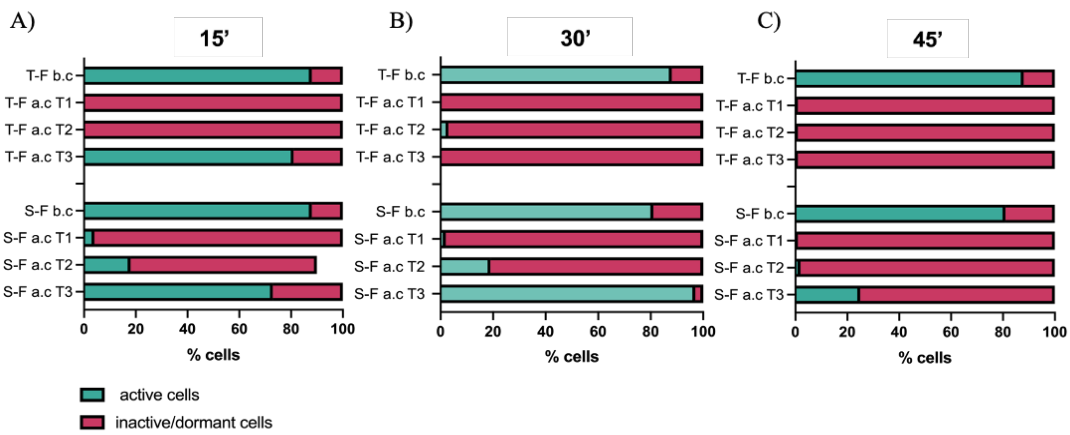 A)
15’
T-F b.c
T-F a.c T1
T-F a.c T2
T-F a.c T3
S-F b.c
S-F a.c T1
S-F a.c T2
S-F a.c T3
0 20 40 60 80 100
% cells
B)
30’
T-F b.c
T-F a.c T1
T-F a.c T2
T-F a.c T3
S-F b.c
S-F a.c T1
S-F a.c T2
S-F a.c T3
0 20 40 60 80 100
% cells
C)
45’
T-F b.c
T-F a.c T1
T-F a.c T2
T-F a.c T3
S-F b.c
S-F a.c T1
S-F a.c T2
S-F a.c T3
0 20 40 60 80 100
% cells
active cells
inactive/dormant cells